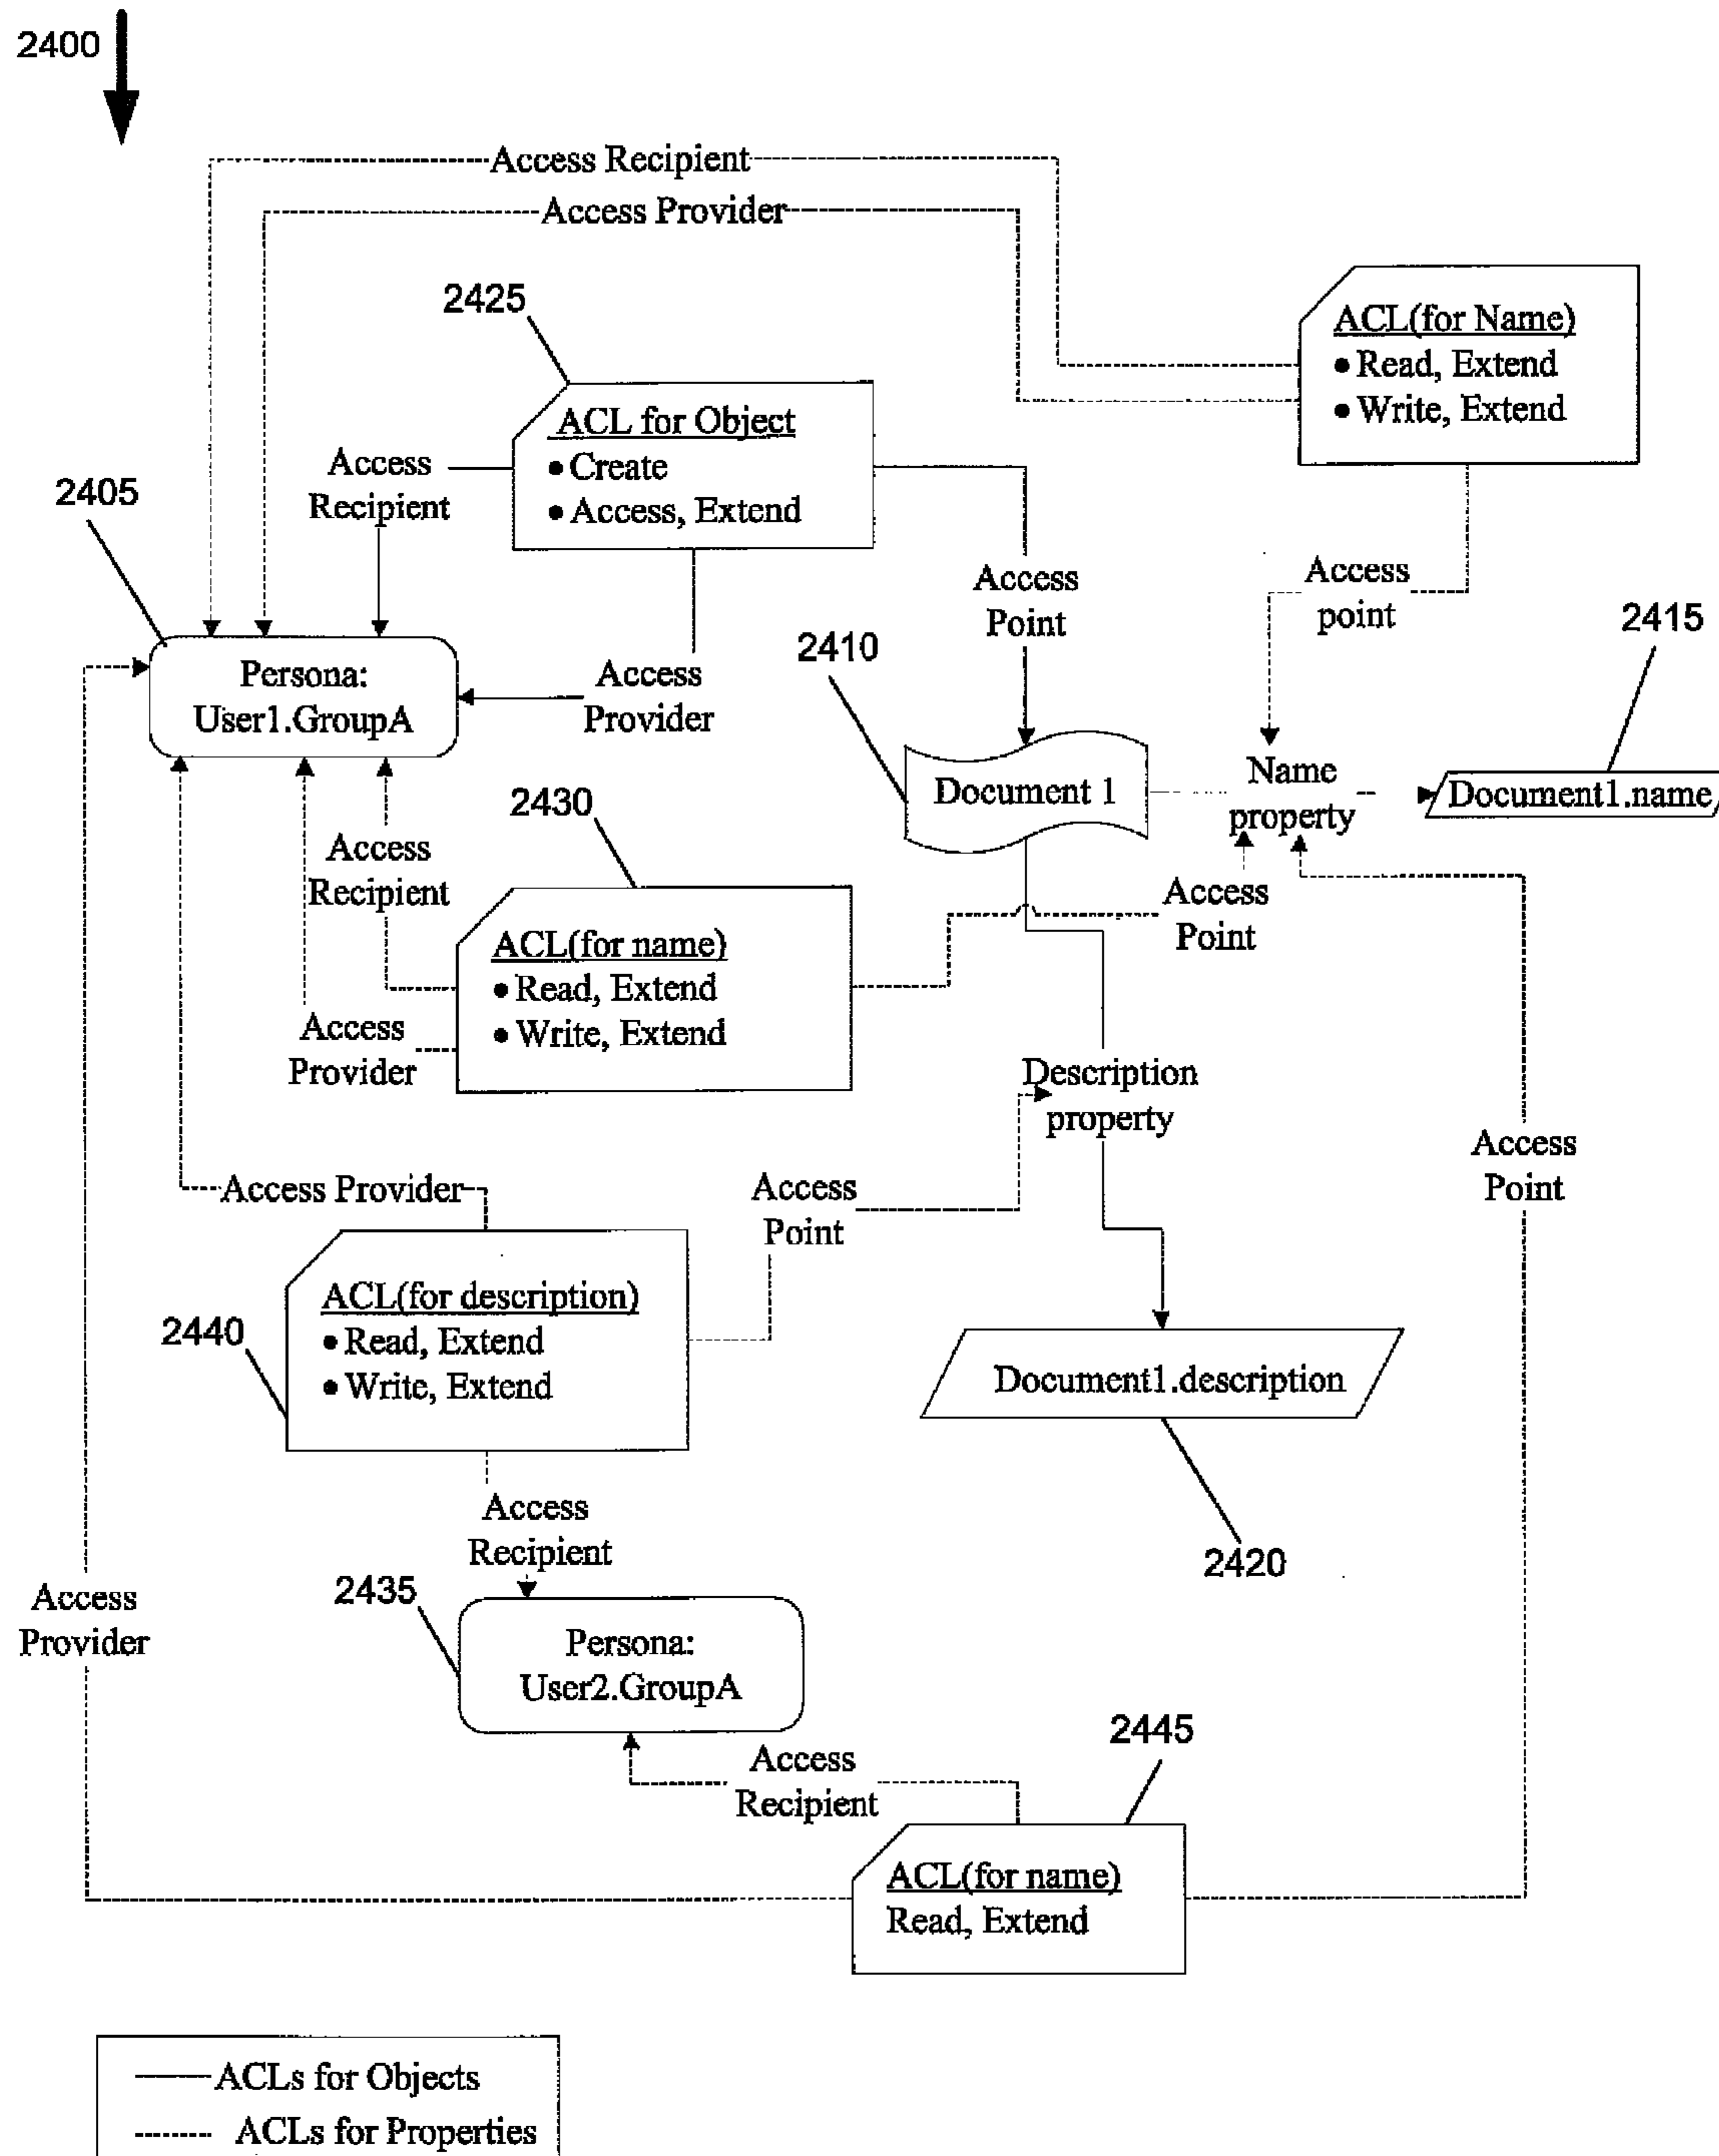 2400
Access Recipient
Access Provider
2425
ACL(for Name)
• Read, Extend
• Write, Extend
ACL for Object
• Create
• Access, Extend
Access
Recipient
2405
Access
Point
Access
point
2415
2410
Persona:
User1.GroupA
Access
Provider
Document 1
Name
property
Document1.name
2430
Access
Recipient
Access
Point
ACL(for name)
• Read, Extend
• Write, Extend
Access
Provider
Description
property
Access
Point
Access Provider
Access
Point
ACL(for description)
• Read, Extend
• Write, Extend
2440
Document1.description
2420
Access
Recipient
2435
Access
Provider
Persona:
User2.GroupA
2445
Access
Recipient
ACL(for name)
Read, Extend
ACLs for Objects
ACLs for Properties